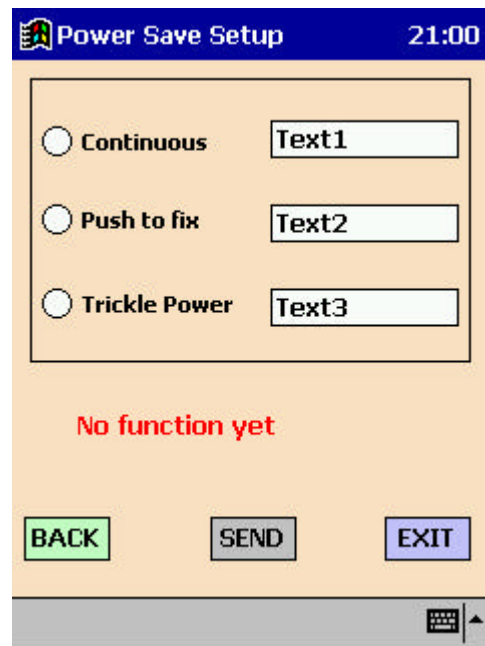 Power Save Setup 21:00
Continuous Text1
Push to fix Text2
Trickle Power Text3
No function yet
BACK SEND EXIT